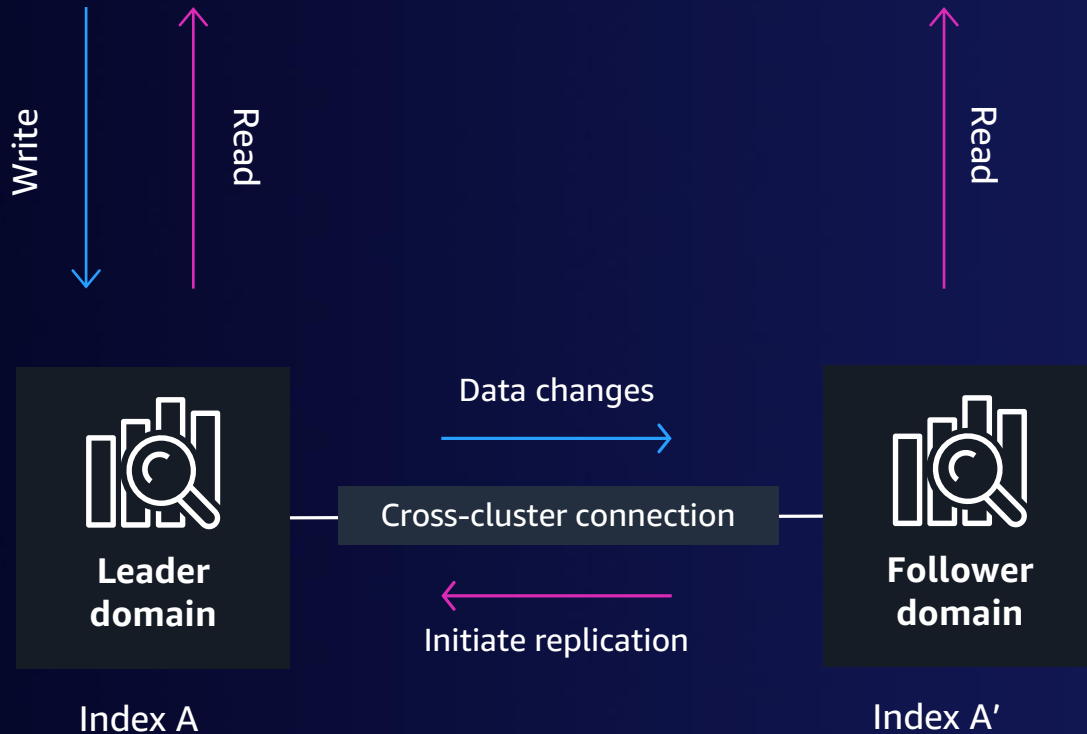 Write
Read
Read
Data changes
Cross-cluster connection
Initiate replication
Leader
domain
Follower
domain
Index A
Index A’